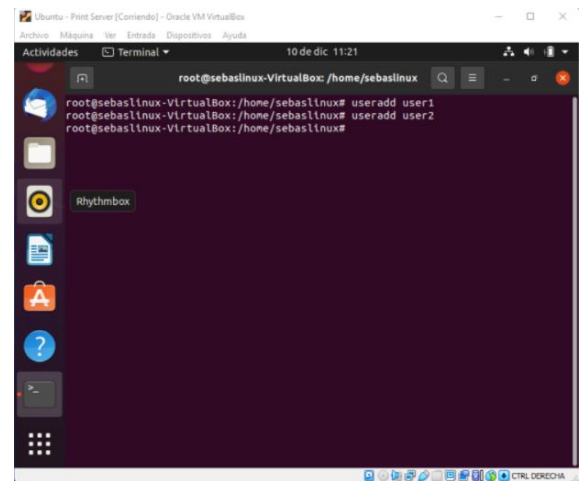 Ubuntu - Print Server [Corriendo] - Oracle VM VirtualBox
Archivo Máquina Ver Entrada Dispositivos Ayuda
Actividades Terminal 10 de dic 11:21
root@sebaslinux-VirtualBox: /home/sebaslinux
root@sebaslinux-VirtualBox:/home/sebaslinux# useradd user1
root@sebaslinux-VirtualBox:/home/sebaslinux# useradd user2
root@sebaslinux-VirtualBox:/home/sebaslinux#
Rhythmbox
CTRL DERECHA